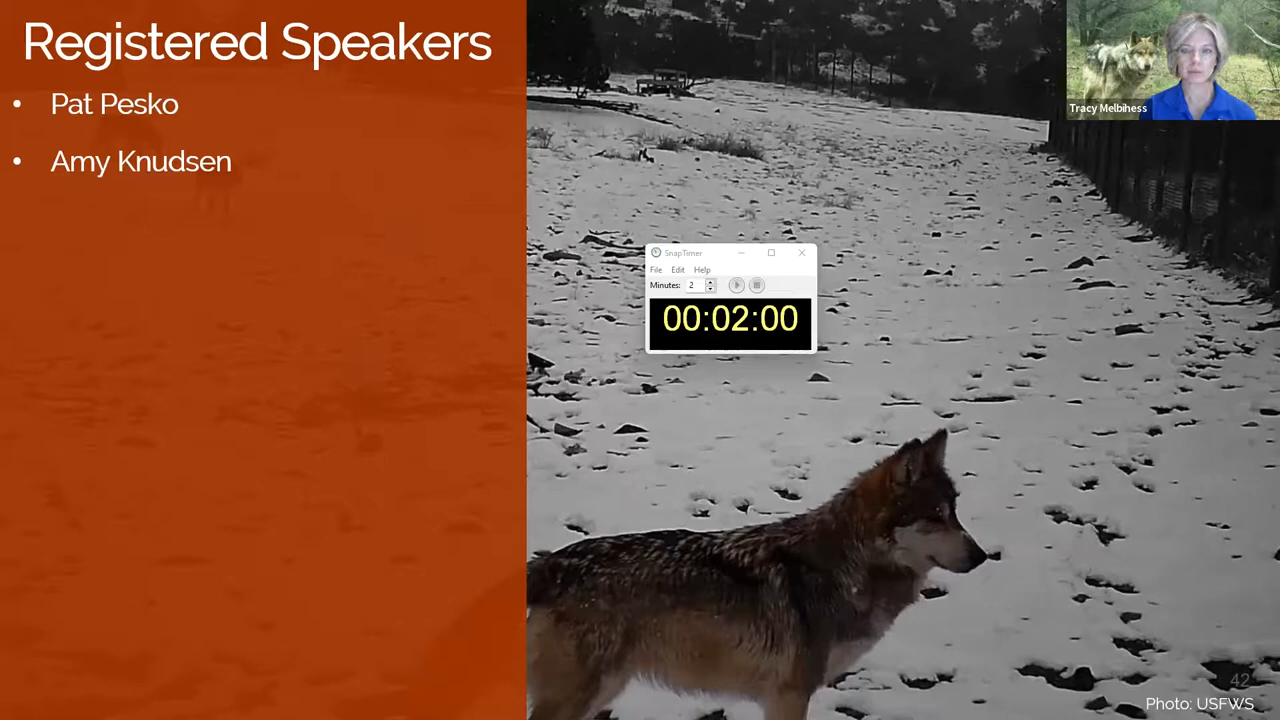 Registered Speakers
• Pat Pesko
• Amy Knudsen
Tracy Melbihess
SnapTimer
File Edit Help
Minutes: 2
00:02:00
42
Photo: USFWS